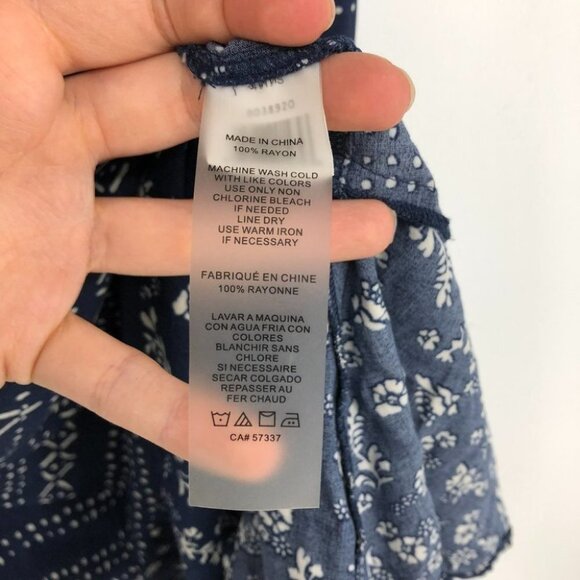 MADE IN CHINA
100% RAYON
MACHINE WASH COLD
WITH LIKE COLORS
USE ONLY NON
CHLORINE BLEACH
IF NEEDED
LINE DRY
USE WARM IRON
IF NECESSARY
FABRIQUÉ EN CHINE
100% RAYONNE
LAVAR A MAQUINA
CON AGUA FRIA CON
COLORES
BLANCHIR SANS
CHLORE
SI NECESSAIRE
SECAR COLGADO
REPASSER AU
FER CHAUD
CA# 57337